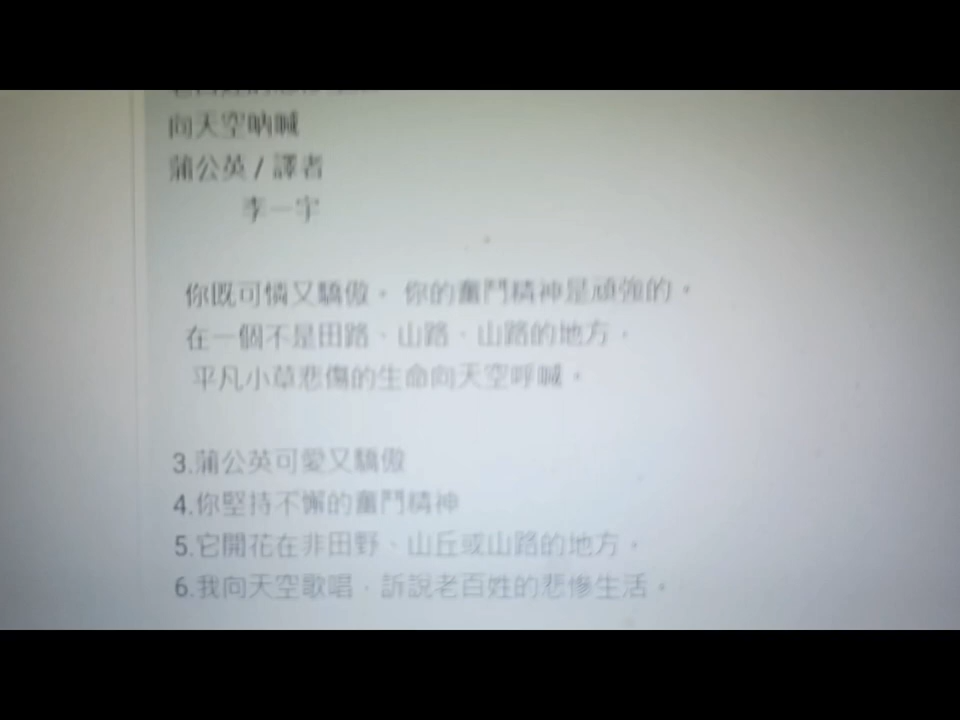 向天空吶喊
蒲公英 / 譯者
李一宇
你既可憐又驕傲。 你的奮鬥精神是頑強的。
在一個不是田路、山路、山路的地方，
平凡小草悲傷的生命向天空呼喊。
3.蒲公英可愛又驕傲
4.你堅持不懈的奮鬥精神
5.它開花在非田野、山丘或山路的地方。
6.我向天空歌唱，訴說老百姓的悲慘生活。